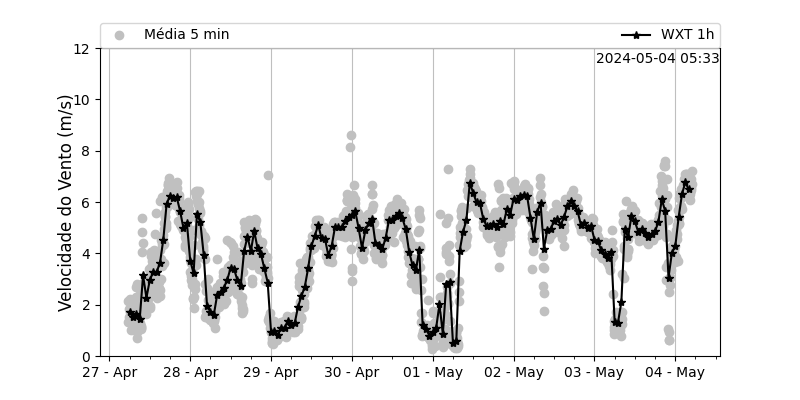 Média 5 min
WXT 1h
2024-05-04 05:33
Velocidade do Vento (m/s)
12
10
8
6
4
2
0
27 - Apr
28 - Apr
29 - Apr
30 - Apr
01 - May
02 - May
03 - May
04 - May